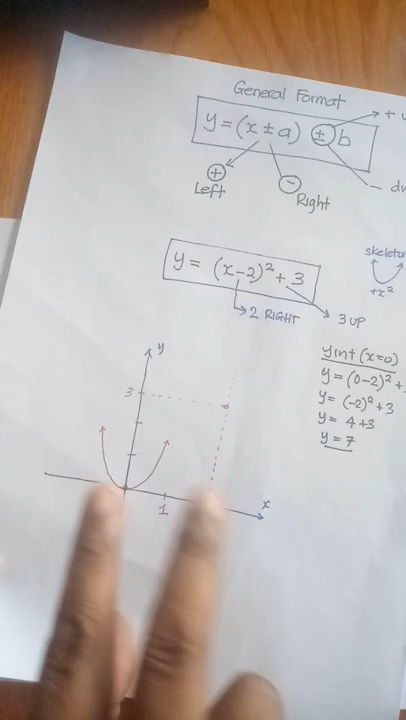 General Format
y = (x ± a) ± b
+
⊕
Left
⊖
Right
−
y = (x-2)² + 3
2 RIGHT
3 UP
+x²
y
3
1
x
yint (x=0)
y = (0-2)² +
y = (-2)² + 3
y = 4 + 3
y = 7